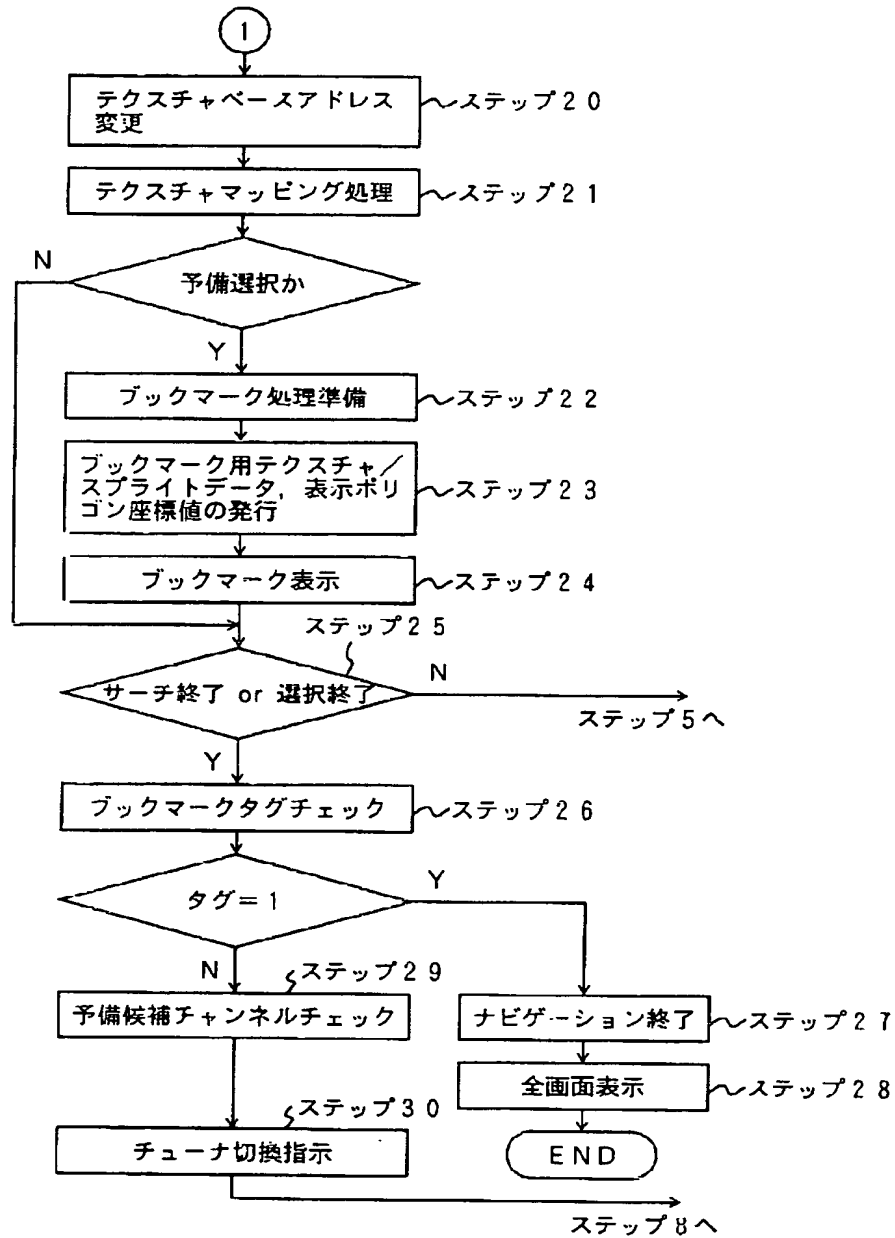 1
テクスチャベースアドレス
変更
ステップ20
テクスチャマッピング処理
ステップ21
N
予備選択か
Y
ブックマーク処理準備
ステップ22
ブックマーク用テクスチャ／
スプライトデータ，表示ポリ
ゴン座標値の発行
ステップ23
ブックマーク表示
ステップ24
ステップ25
サーチ終了 or 選択終了
N
ステップ5へ
Y
ブックマークタグチェック
ステップ26
タグ＝1
Y
N
ステップ29
予備候補チャンネルチェック
ナビゲーション終了
ステップ27
全画面表示
ステップ28
ステップ30
チューナ切換指示
END
ステップ8へ